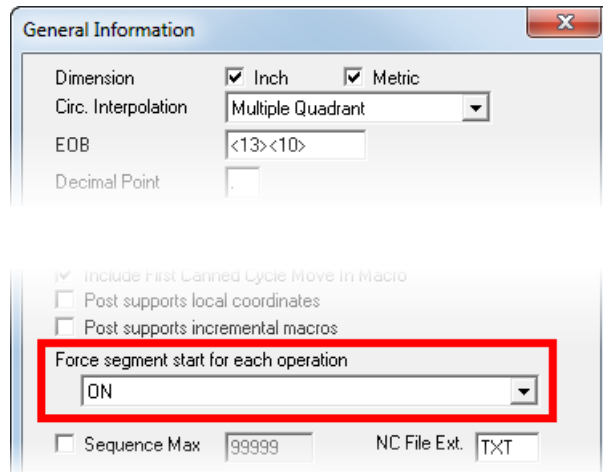 General Information
Dimension Inch Metric
Circ. Interpolation Multiple Quadrant
EOB <13><10>
Decimal Point .
Include First Canned Cycle Move In Macro
Post supports local coordinates
Post supports incremental macros
Force segment start for each operation
ON
Sequence Max 99999 NC File Ext. TXT